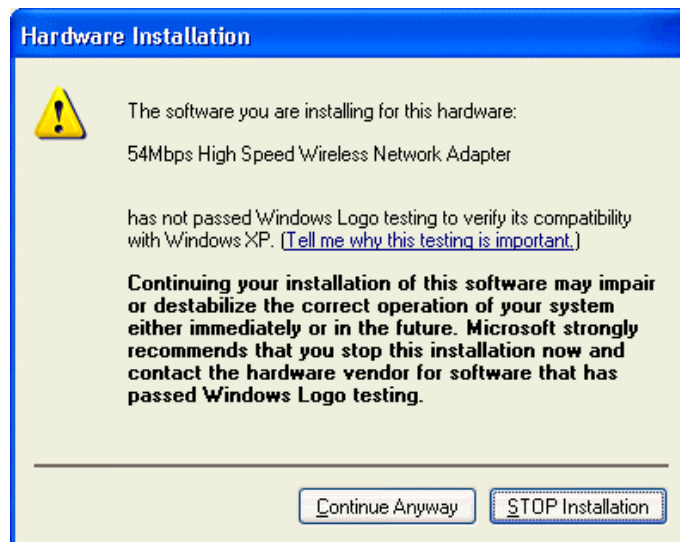 Hardware Installation
The software you are installing for this hardware:
54Mbps High Speed Wireless Network Adapter
has not passed Windows Logo testing to verify its compatibility
with Windows XP. (Tell me why this testing is important.)
Continuing your installation of this software may impair
or destabilize the correct operation of your system
either immediately or in the future. Microsoft strongly
recommends that you stop this installation now and
contact the hardware vendor for software that has
passed Windows Logo testing.
Continue Anyway
STOP Installation